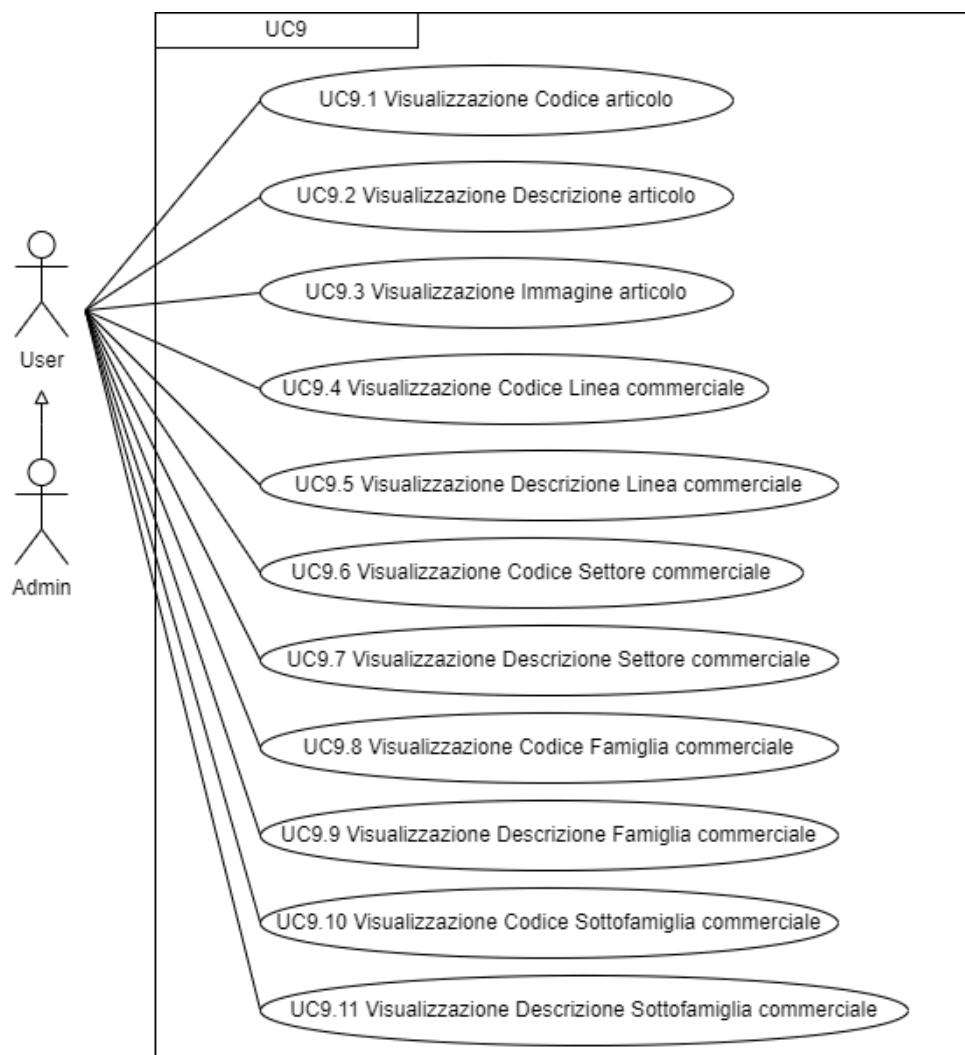 UC9
UC9.1 Visualizzazione Codice articolo
UC9.2 Visualizzazione Descrizione articolo
UC9.3 Visualizzazione Immagine articolo
User
UC9.4 Visualizzazione Codice Linea commerciale
UC9.5 Visualizzazione Descrizione Linea commerciale
UC9.6 Visualizzazione Codice Settore commerciale
Admin
UC9.7 Visualizzazione Descrizione Settore commerciale
UC9.8 Visualizzazione Codice Famiglia commerciale
UC9.9 Visualizzazione Descrizione Famiglia commerciale
UC9.10 Visualizzazione Codice Sottofamiglia commerciale
UC9.11 Visualizzazione Descrizione Sottofamiglia commerciale